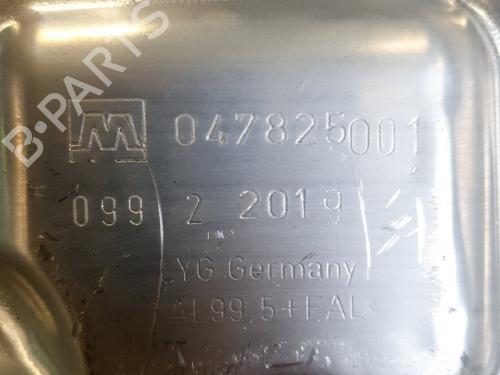 B-PARTS
M 047825001
099 2 2019
YG Germany
AL99,5+FAL